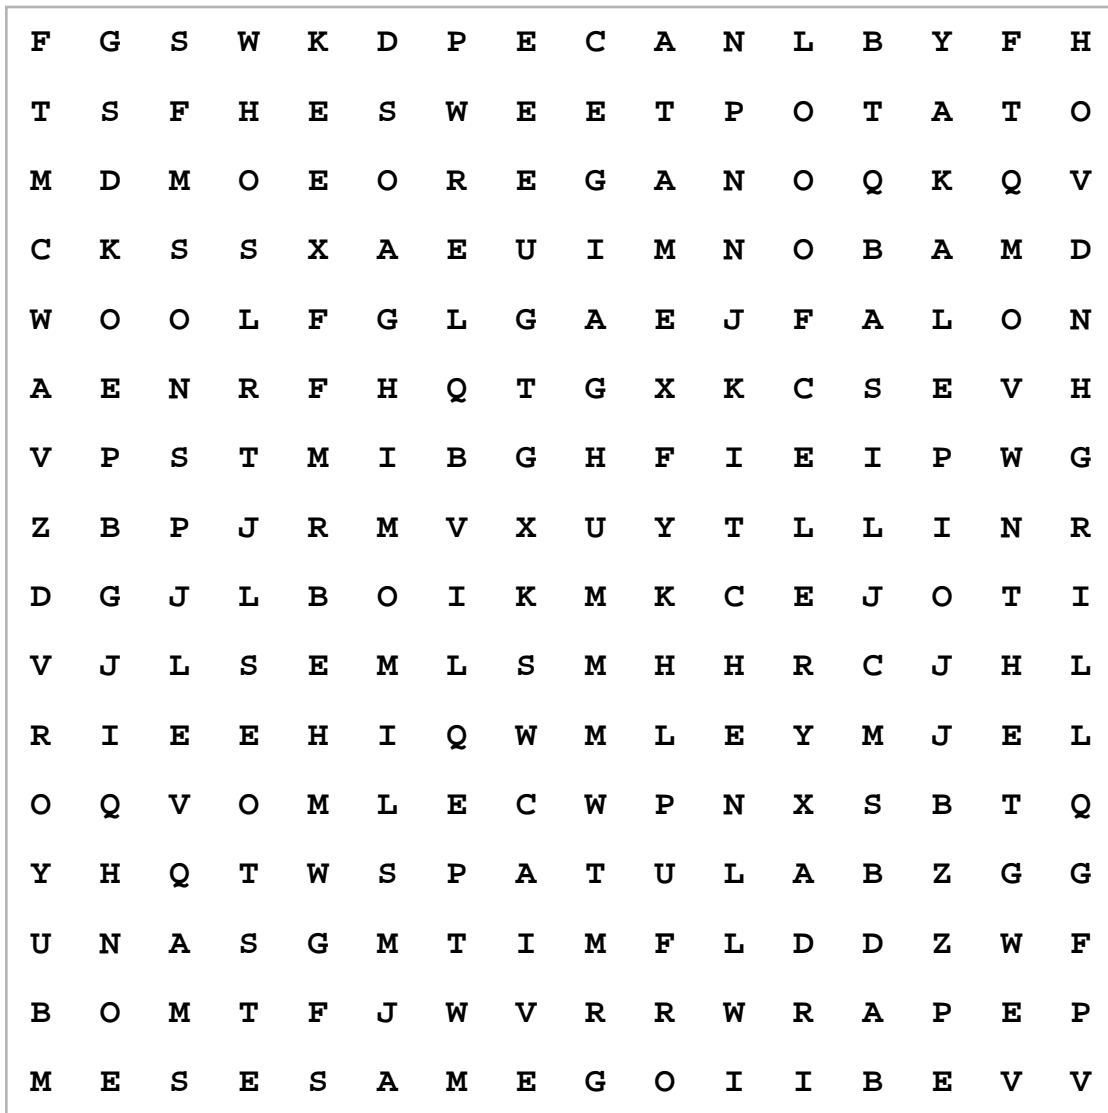 F G S W K D P E C A N L B Y F H
T S F H E S W E E T P O T A T O
M D M O E O R E G A N O Q K Q V
C K S S X A E U I M N O B A M D
W O O L F G L G A E J F A L O N
A E N R F H Q T G X K C S E V H
V P S T M I B G H F I E I P W G
Z B P J R M V X U Y T L L I N R
D G J L B O I K M K C E J O T I
V J L S E M L S M H H R C J H L
R I E E H I Q W M L E Y M J E L
O Q V O M L E C W P N X S B T Q
Y H Q T W S P A T U L A B Z G G
U N A S G M T I M F L D D Z W F
B O M T F J W V R R W R A P E P
M E S E S A M E G O I I B E V V